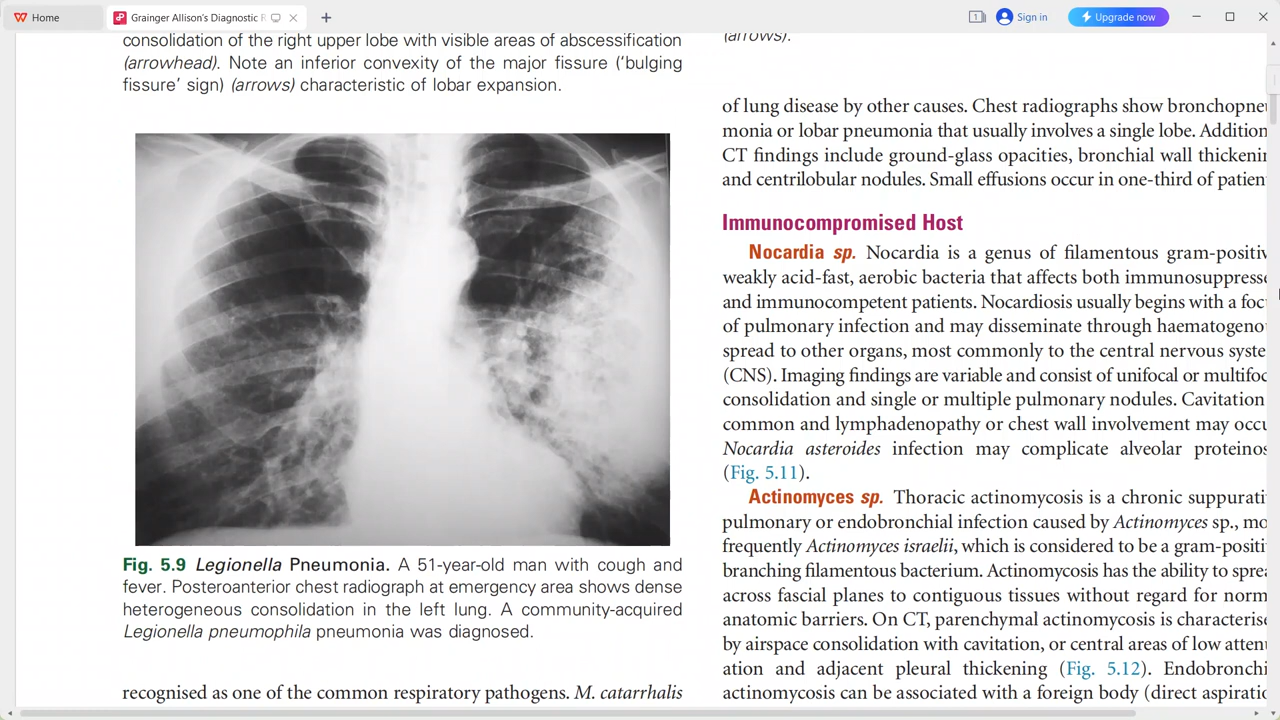 Home
Grainger Allison's Diagnostic R
1
Sign in
Upgrade now
consolidation of the right upper lobe with visible areas of abscessification
(arrowhead). Note an inferior convexity of the major fissure ('bulging
fissure' sign) (arrows) characteristic of lobar expansion.
Fig. 5.9 Legionella Pneumonia. A 51-year-old man with cough and
fever. Posteroanterior chest radiograph at emergency area shows dense
heterogeneous consolidation in the left lung. A community-acquired
Legionella pneumophila pneumonia was diagnosed.
recognised as one of the common respiratory pathogens. M. catarrhalis
(arrows).
of lung disease by other causes. Chest radiographs show bronchopneu
monia or lobar pneumonia that usually involves a single lobe. Addition
CT findings include ground-glass opacities, bronchial wall thickenin
and centrilobular nodules. Small effusions occur in one-third of patien
Immunocompromised Host
Nocardia sp. Nocardia is a genus of filamentous gram-positiv
weakly acid-fast, aerobic bacteria that affects both immunosuppresse
and immunocompetent patients. Nocardiosis usually begins with a foc
of pulmonary infection and may disseminate through haematogeno
spread to other organs, most commonly to the central nervous syste
(CNS). Imaging findings are variable and consist of unifocal or multifoc
consolidation and single or multiple pulmonary nodules. Cavitation
common and lymphadenopathy or chest wall involvement may occu
Nocardia asteroides infection may complicate alveolar proteinos
(Fig. 5.11).
Actinomyces sp. Thoracic actinomycosis is a chronic suppurati
pulmonary or endobronchial infection caused by Actinomyces sp., mo
frequently Actinomyces israelii, which is considered to be a gram-positi
branching filamentous bacterium. Actinomycosis has the ability to sprea
across fascial planes to contiguous tissues without regard for norm
anatomic barriers. On CT, parenchymal actinomycosis is characterise
by airspace consolidation with cavitation, or central areas of low atten
ation and adjacent pleural thickening (Fig. 5.12). Endobronchi
actinomycosis can be associated with a foreign body (direct aspiratio